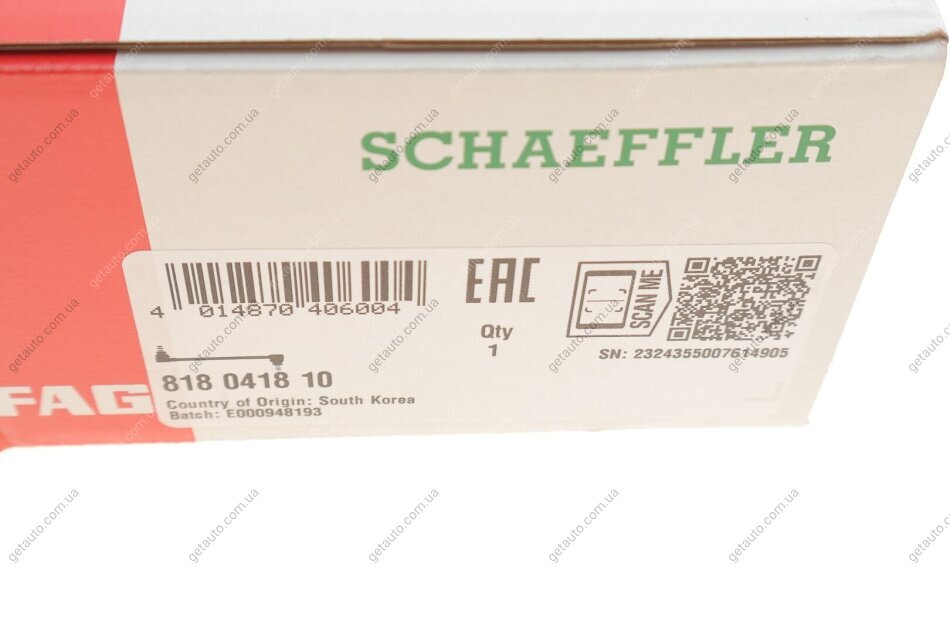 SCHAEFFLER
EAC
SCAN ME
4 014870 406004
Qty
1
SN: 2324355007614905
818 0418 10
FAG
Country of Origin: South Korea
Batch: E000948193
getauto.com.ua